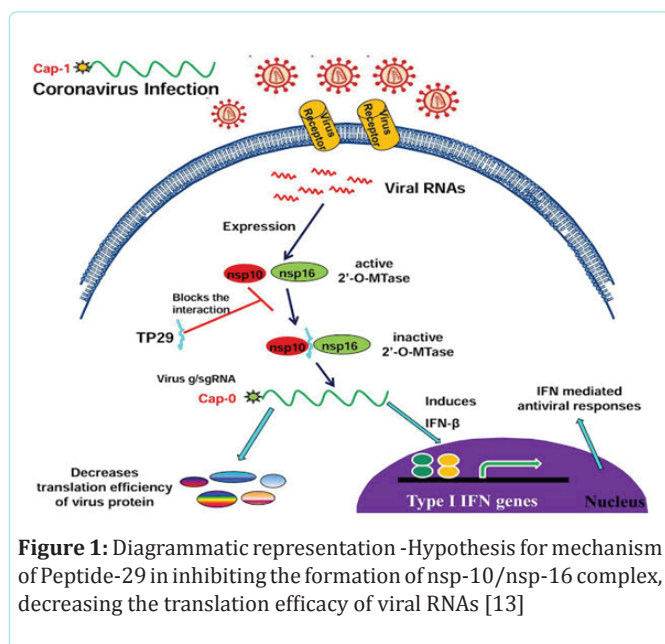 Cap-1
Coronavirus Infection
Virus
Receptor
Virus
Receptor
Viral RNAs
Expression
nsp10
nsp16
active
2'-O-MTase
Blocks the
interaction
TP29
nsp10
nsp16
inactive
2'-O-MTase
Virus g/sgRNA
Cap-0
Induces
IFN-β
IFN mediated
antiviral responses
Decreases
translation efficiency
of virus protein
Type I IFN genes
Nucleus
Figure 1: Diagrammatic representation -Hypothesis for mechanism
of Peptide-29 in inhibiting the formation of nsp-10/nsp-16 complex,
decreasing the translation efficacy of viral RNAs [13]